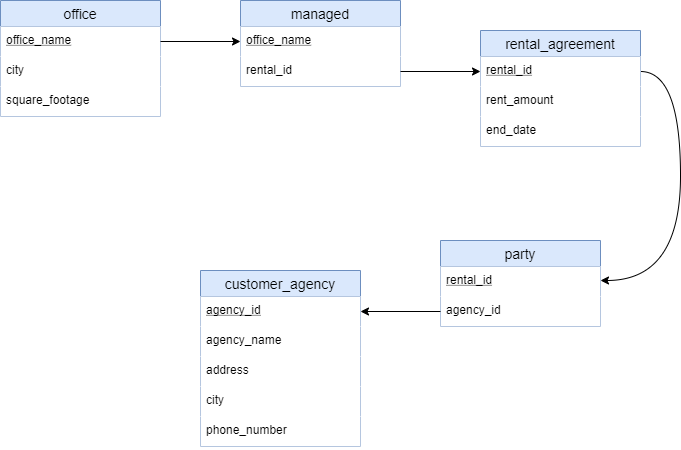 office
office_name
city
square_footage
managed
office_name
rental_id
rental_agreement
rental_id
rent_amount
end_date
party
rental_id
agency_id
customer_agency
agency_id
agency_name
address
city
phone_number